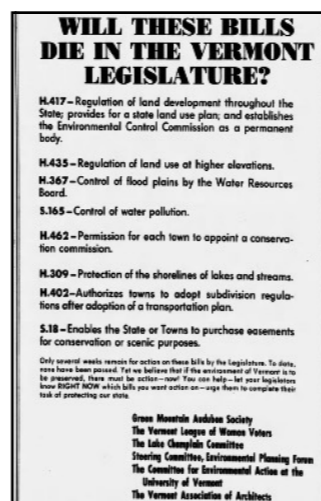 WILL THESE BILLS
DIE IN THE VERMONT
LEGISLATURE?
H.417–Regulation of land development throughout the
State; provides for a state land use plan; and establishes
the Environmental Control Commission as a permanent
body.
H.435–Regulation of land use at higher elevations.
H.367–Control of flood plains by the Water Resources
Board.
S.165–Control of water pollution.
H.462–Permission for each town to appoint a conserva-
tion commission.
H.309–Protection of the shorelines of lakes and streams.
H.402–Authorizes towns to adopt subdivision regula-
tions after adoption of a transportation plan.
S.18–Enables the State or Towns to purchase easements
for conservation or scenic purposes.
Only several weeks remain for action on these bills by the Legislature. To date,
none have been passed. Yet we believe that if the environment of Vermont is to
be preserved, there must be action—now! You can help—let your legislators
know RIGHT NOW which bills you want action on—urge them to complete their
task of protecting our state.
Green Mountain Audubon Society
The Vermont League of Women Voters
The Lake Champlain Committee
Steering Committee, Environmental Planning Forum
The Committee for Environmental Action at the
University of Vermont
The Vermont Association of Architects